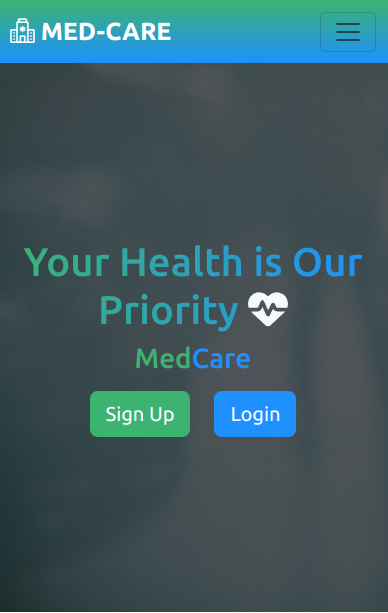 MED-CARE
Your Health is Our
Priority
MedCare
Sign Up
Login